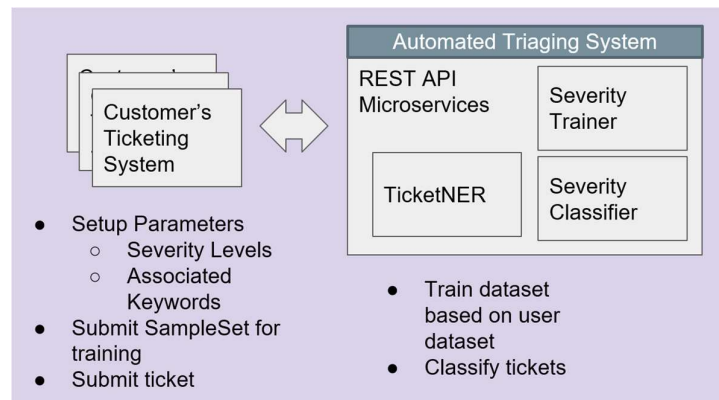 Customer's
Ticketing
System
● Setup Parameters
○ Severity Levels
○ Associated
Keywords
● Submit SampleSet for
training
● Submit ticket
Automated Triaging System
REST API
Microservices
Severity
Trainer
TicketNER
Severity
Classifier
● Train dataset
based on user
dataset
● Classify tickets